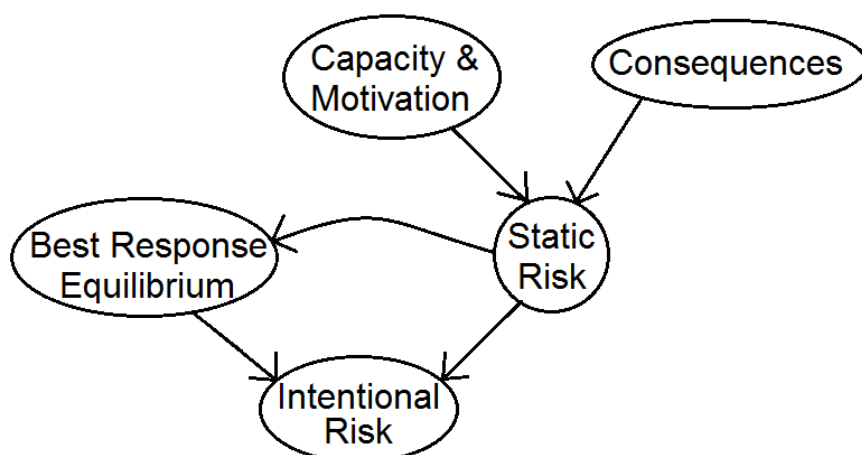 Capacity &
Motivation
Consequences
Static
Risk
Best Response
Equilibrium
Intentional
Risk